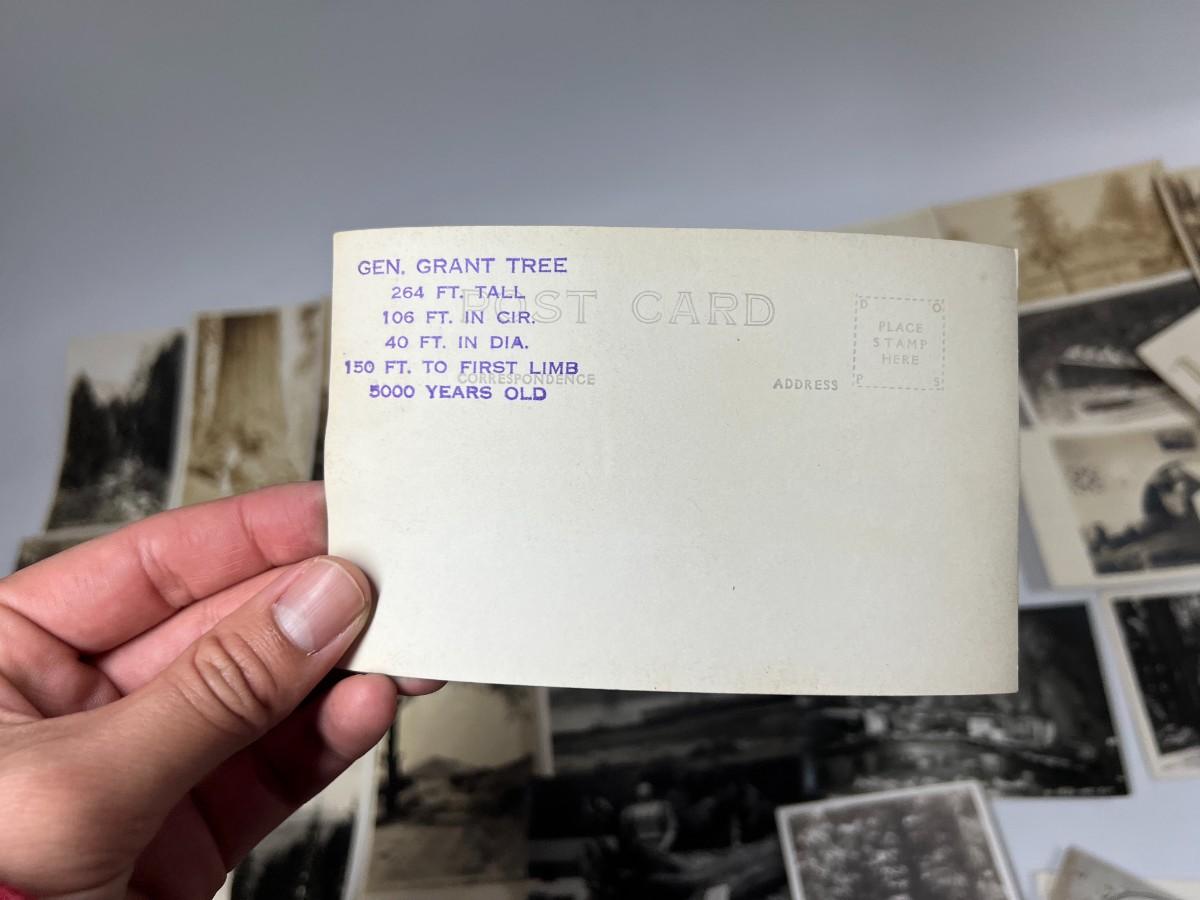 GEN. GRANT TREE
264 FT. TALL
106 FT. IN CIR.
40 FT. IN DIA.
150 FT. TO FIRST LIMB
5000 YEARS OLD
POST CARD
CORRESPONDENCE
ADDRESS
D O
PLACE
STAMP
HERE
P S